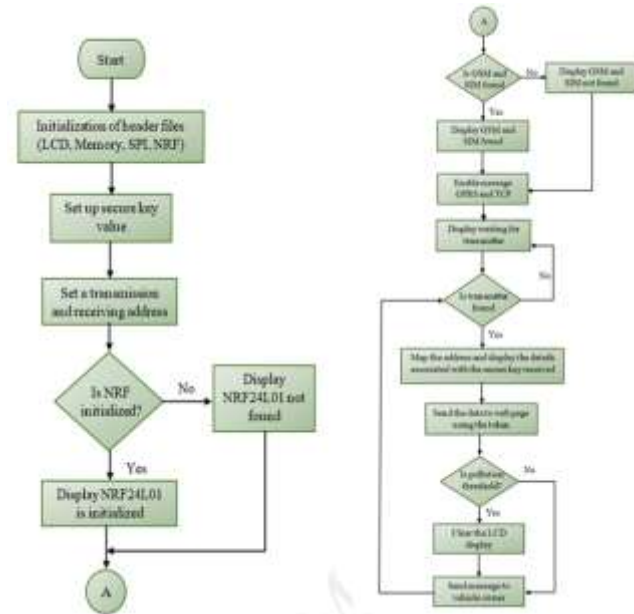 Start
Initialization of header files
(LCD, Memory, SPI, NRF)
Set up secure key
value
Set a transmission
and receiving address
Is NRF
initialized?
No
Display
NRF24L01 not
found
Yes
Display NRF24L01
is initialized
A
A
Is GSM and
SIM found
No
Display GSM and
SIM not found
Yes
Display GSM and
SIM found
Enable message
GPRS and TCP
Display waiting for
transmitter
No
Is transmitter
found
Yes
Map the address and display the details
associated with the secure key received
Send the data to web page
using the token
Is pollution
threshold?
No
Yes
Clear the LCD
display
Send message to
vehicle owner